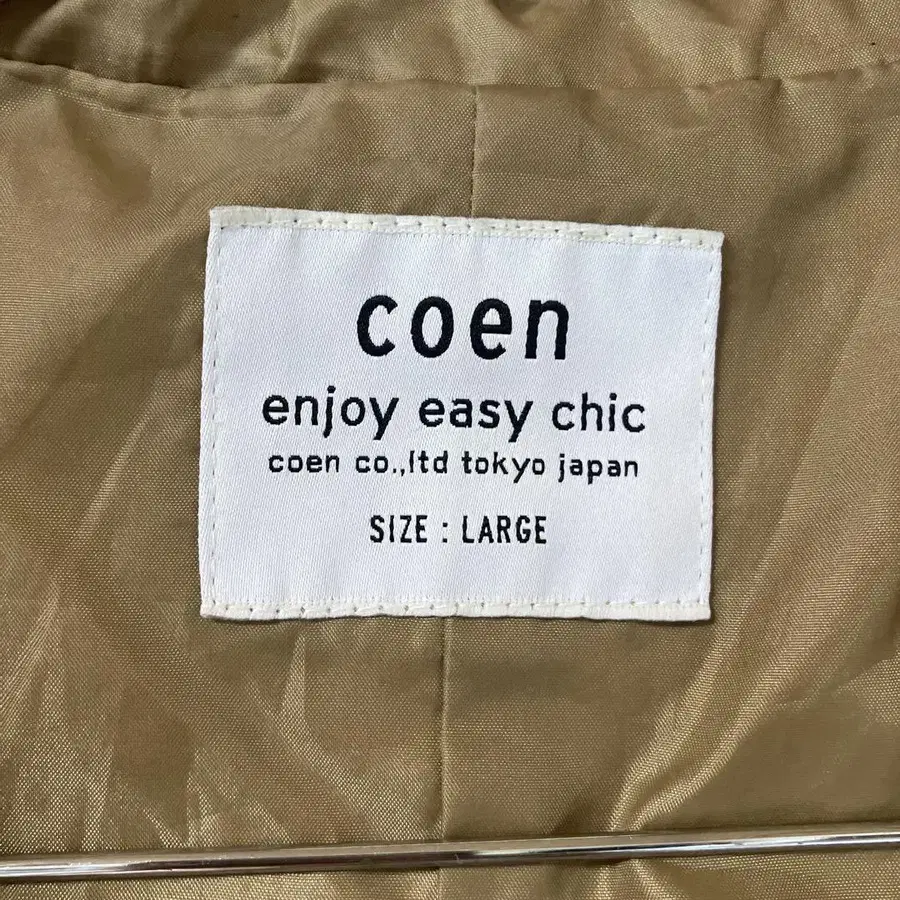 coen
enjoy easy chic
coen co.,ltd tokyo japan
SIZE : LARGE